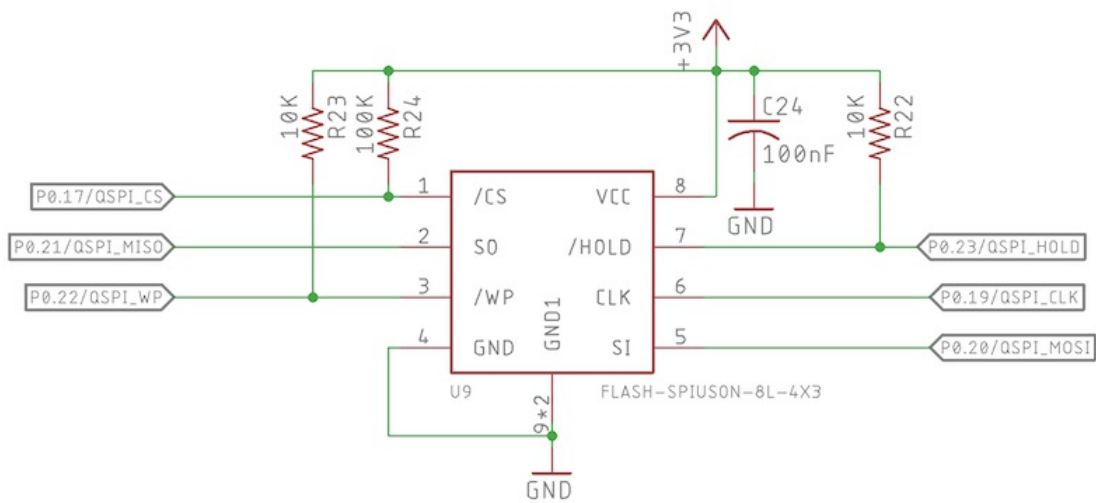 +3V3
10K
R23
100K
R24
C24
100nF
10K
R22
GND
P0.17/QSPI_CS
1
/CS
VCC
8
P0.21/QSPI_MISO
2
SO
/HOLD
7
P0.23/QSPI_HOLD
P0.22/QSPI_WP
3
/WP
CLK
6
P0.19/QSPI_CLK
4
GND
GND1
SI
5
P0.20/QSPI_MOSI
U9
9*2
FLASH-SPIUSON-8L-4X3
GND